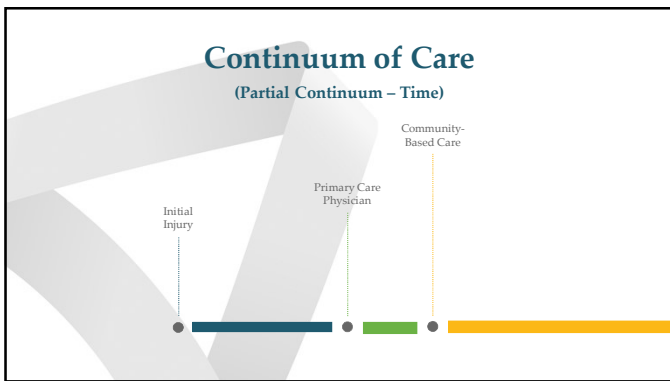 Continuum of Care
(Partial Continuum – Time)
Community-
Based Care
Primary Care
Physician
Initial
Injury